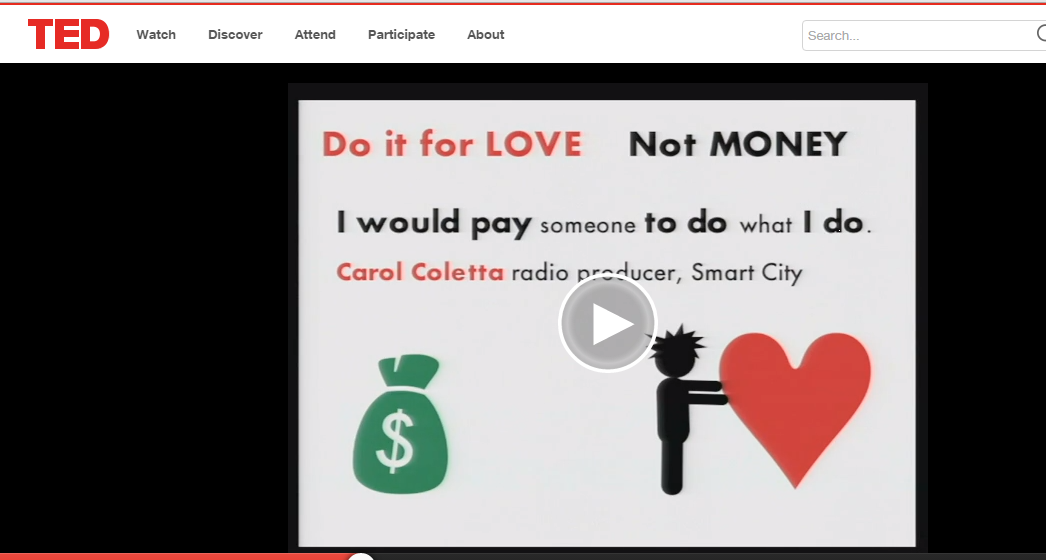 TED Watch Discover Attend Participate About Search...
Do it for LOVE Not MONEY
I would pay someone to do what I do.
Carol Coletta radio producer, Smart City
$